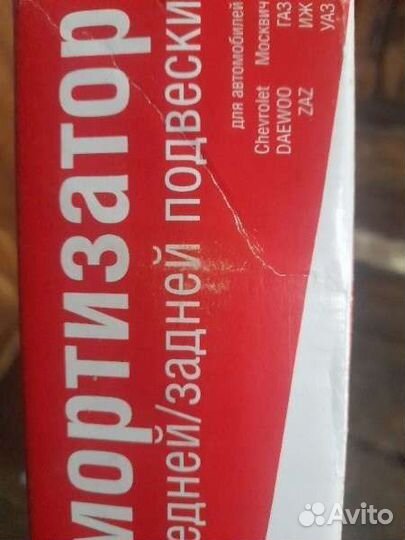 мортизатор
едней/задней подвески
для автомобилей
Chevrolet Москвич
DAEWOO ГАЗ
ZAZ ИЖ
УАЗ
Avito